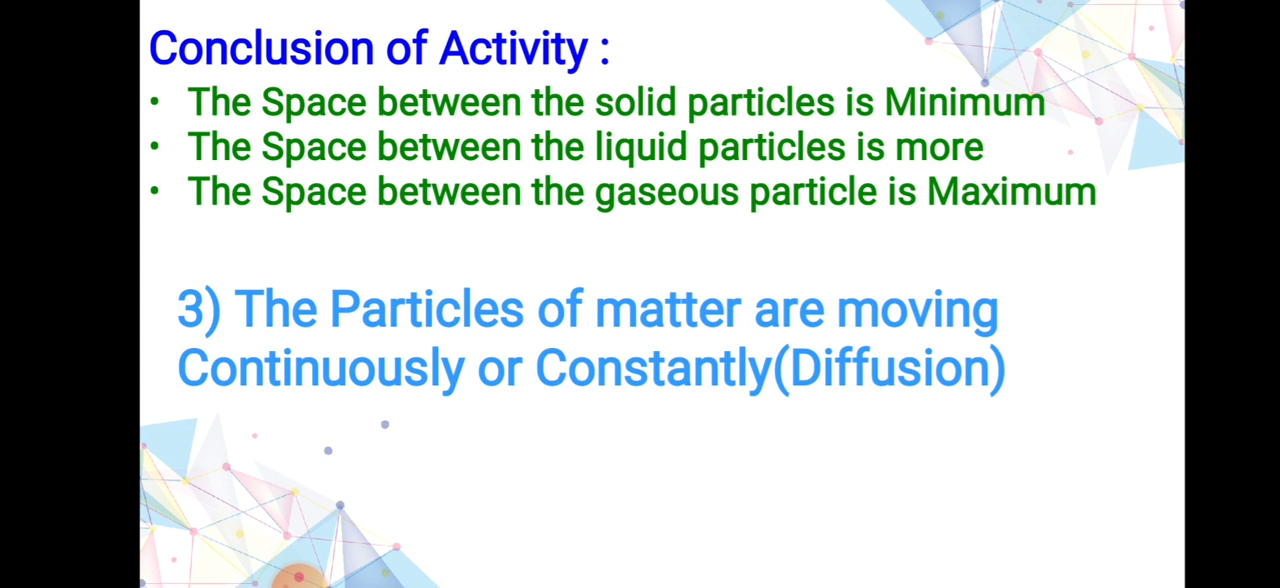 Conclusion of Activity :
• The Space between the solid particles is Minimum
• The Space between the liquid particles is more
• The Space between the gaseous particle is Maximum
3) The Particles of matter are moving
Continuously or Constantly(Diffusion)